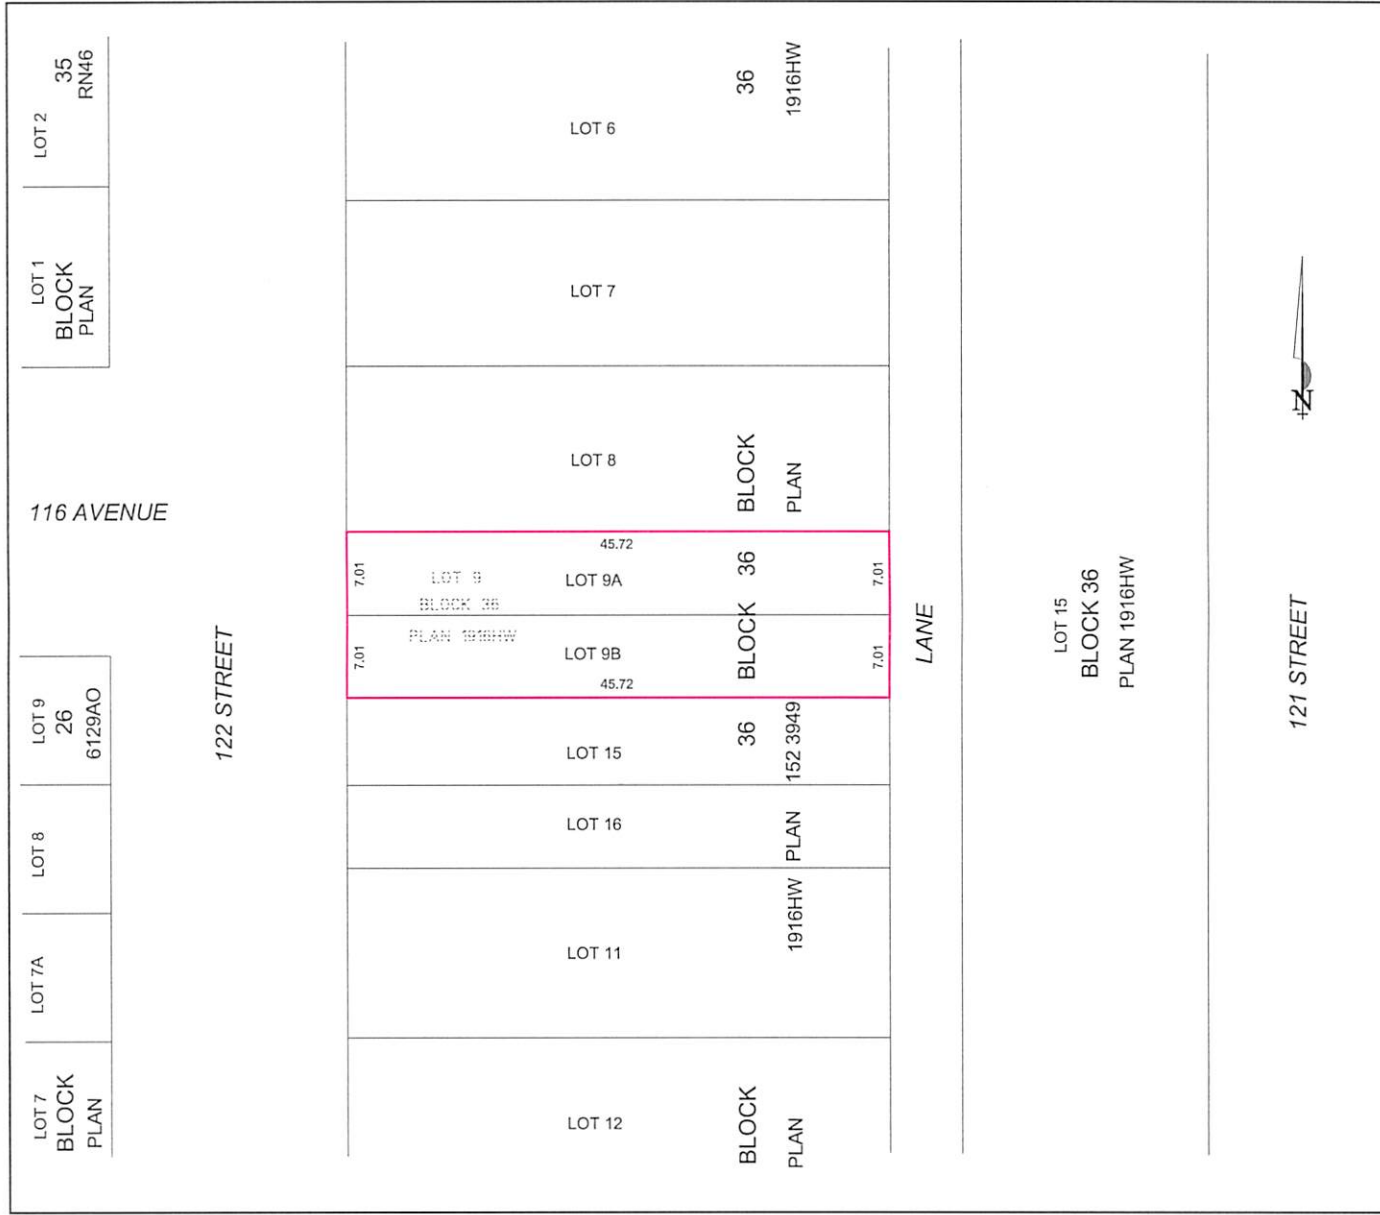 LOT 2
35
RN46
LOT 1
BLOCK
PLAN
116 AVENUE
122 STREET
LOT 9
26
6129AO
LOT 8
LOT 7A
LOT 7
BLOCK
PLAN
LOT 6
36
1916HW
LOT 7
LOT 8
BLOCK
PLAN
45.72
7.01
LOT 9
BLOCK 36
PLAN 1916HW
LOT 9A
36
7.01
7.01
LOT 9B
BLOCK
7.01
45.72
LOT 15
36
152 3949
LOT 16
PLAN
1916HW
LOT 11
LOT 12
BLOCK
PLAN
LANE
LOT 15
BLOCK 36
PLAN 1916HW
121 STREET
N